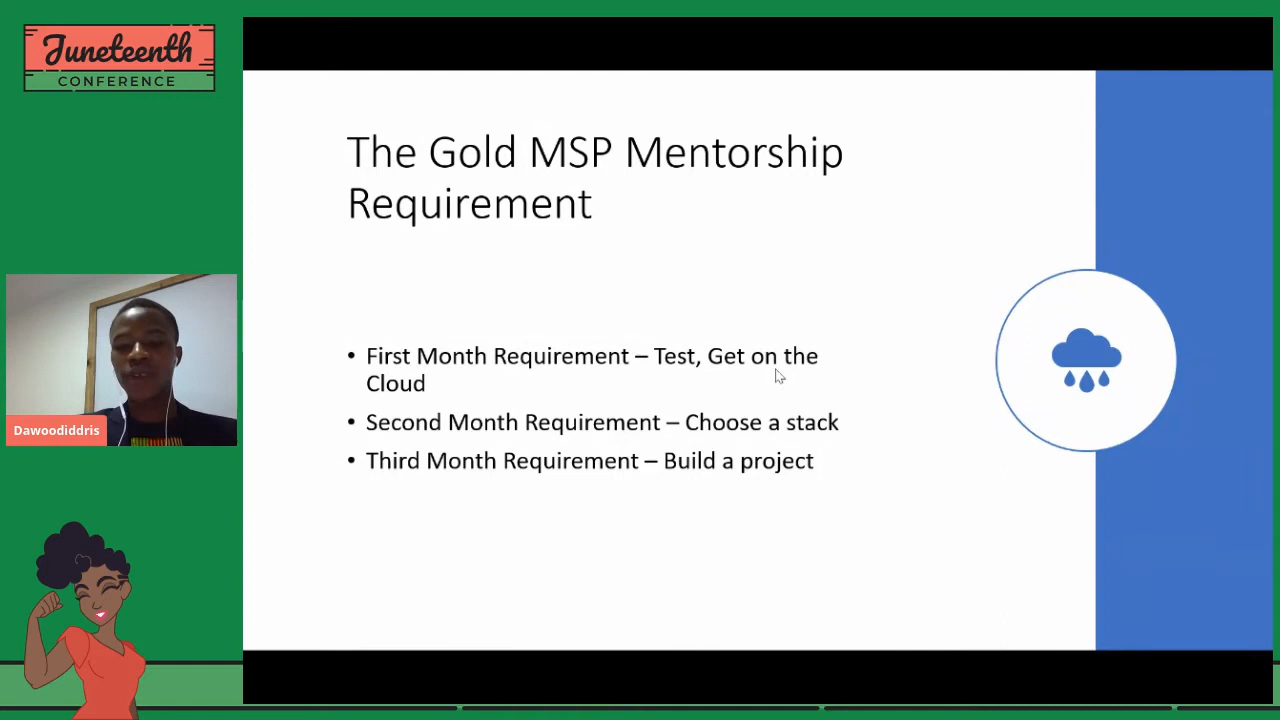 Juneteenth
CONFERENCE
The Gold MSP Mentorship
Requirement
• First Month Requirement – Test, Get on the
Cloud
• Second Month Requirement – Choose a stack
• Third Month Requirement – Build a project
Dawoodiddris